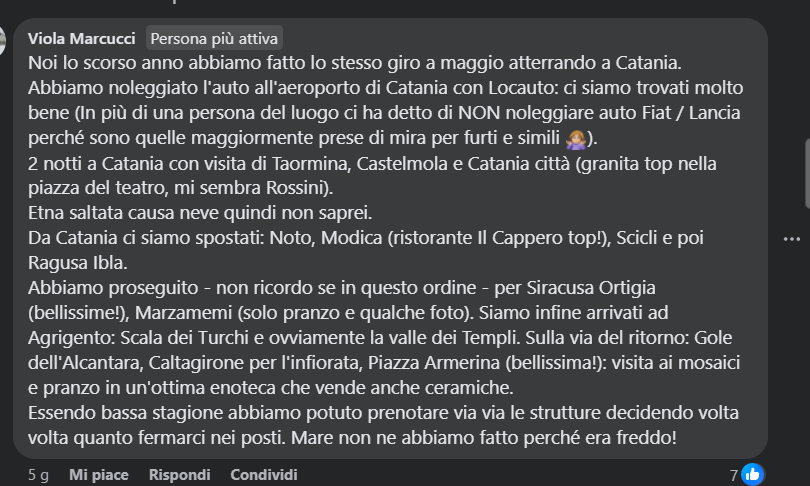 Viola Marcucci Persona più attiva
Noi lo scorso anno abbiamo fatto lo stesso giro a maggio atterrando a Catania.
Abbiamo noleggiato l'auto all'aeroporto di Catania con Locauto: ci siamo trovati molto
bene (In più di una persona del luogo ci ha detto di NON noleggiare auto Fiat / Lancia
perché sono quelle maggiormente prese di mira per furti e simili 🤷🏼‍♀️).
2 notti a Catania con visita di Taormina, Castelmola e Catania città (granita top nella
piazza del teatro, mi sembra Rossini).
Etna saltata causa neve quindi non saprei.
Da Catania ci siamo spostati: Noto, Modica (ristorante Il Cappero top!), Scicli e poi
Ragusa Ibla.
Abbiamo proseguito - non ricordo se in questo ordine - per Siracusa Ortigia
(bellissime!), Marzamemi (solo pranzo e qualche foto). Siamo infine arrivati ad
Agrigento: Scala dei Turchi e ovviamente la valle dei Templi. Sulla via del ritorno: Gole
dell'Alcantara, Caltagirone per l'infiorata, Piazza Armerina (bellissima!): visita ai mosaici
e pranzo in un'ottima enoteca che vende anche ceramiche.
Essendo bassa stagione abbiamo potuto prenotare via via le strutture decidendo volta
volta quanto fermarci nei posti. Mare non ne abbiamo fatto perché era freddo!
5 g Mi piace Rispondi Condividi 7